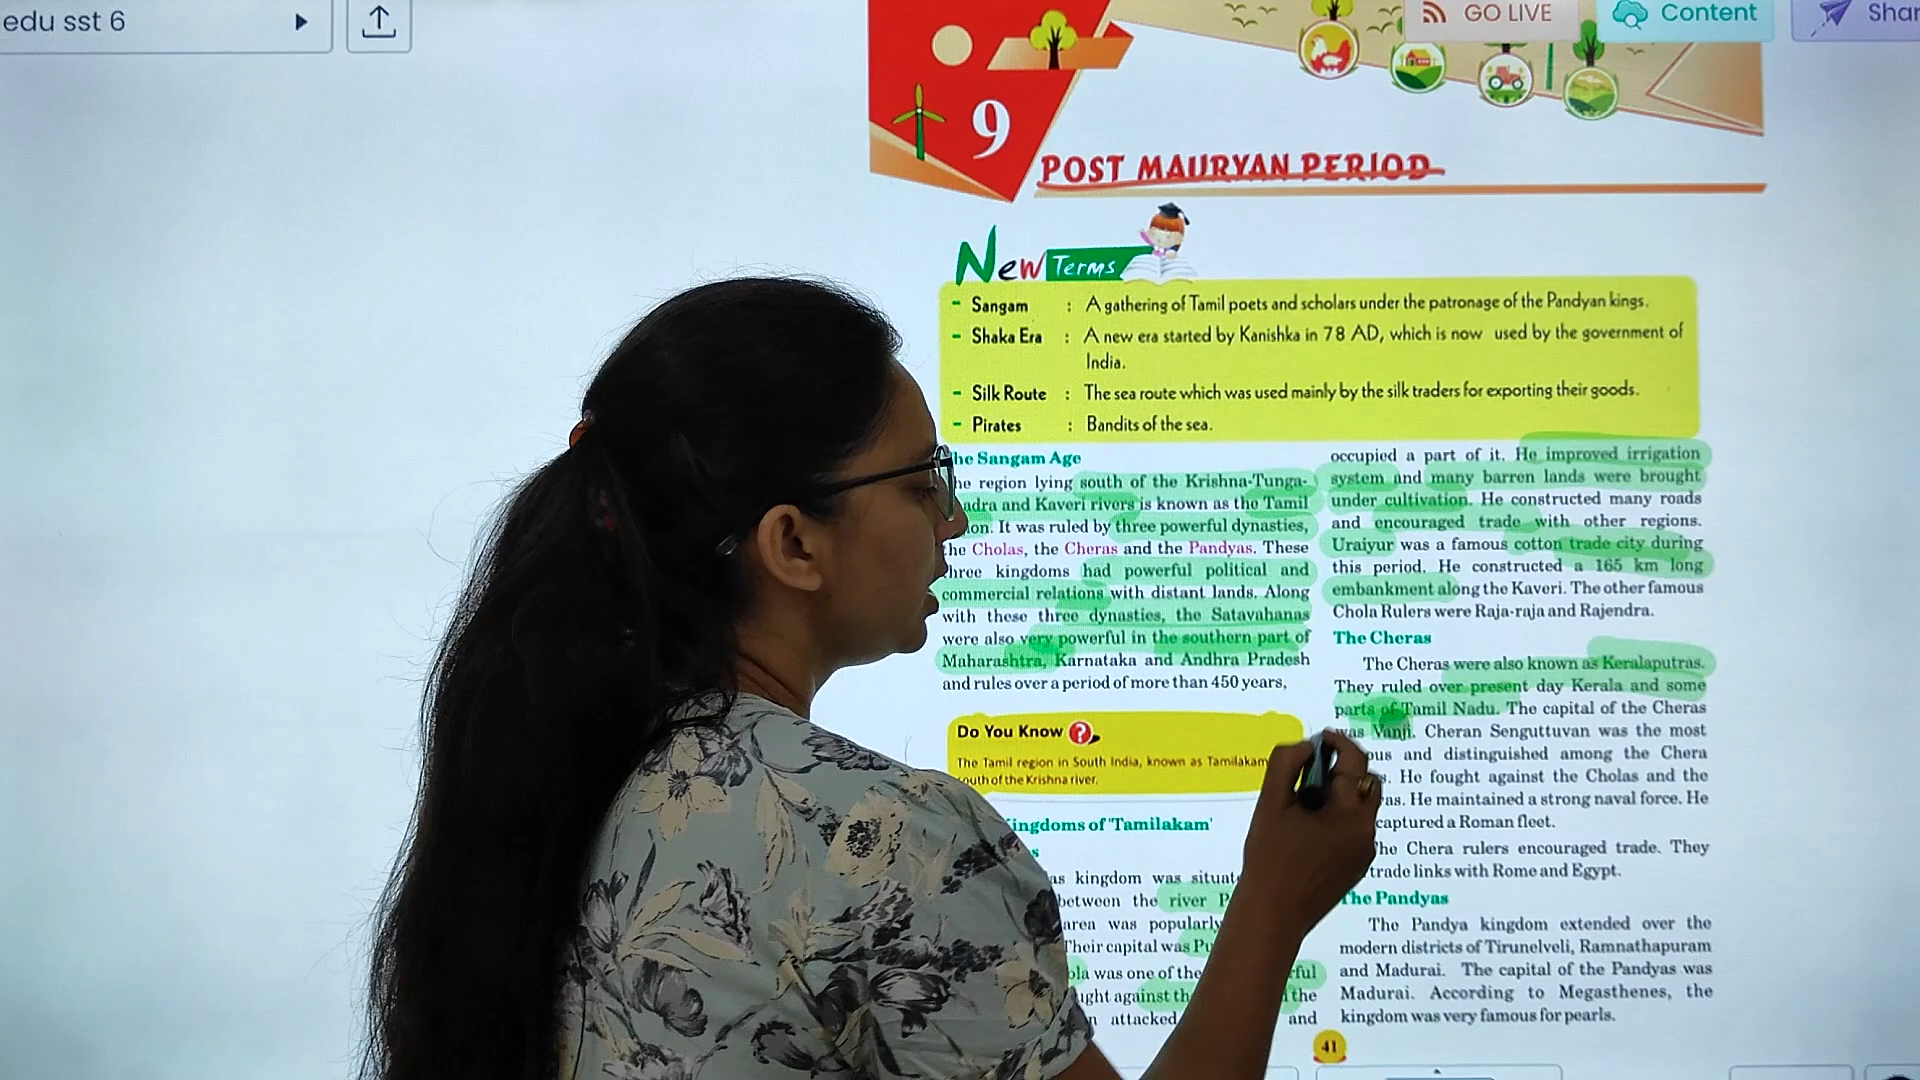 edu sst 6
GO LIVE
Content
9
POST MAURYAN PERIOD
New Terms
- Sangam : A gathering of Tamil poets and scholars under the patronage of the Pandyan kings.
- Shaka Era : A new era started by Kanishka in 78 AD, which is now used by the government of
India.
- Silk Route : The sea route which was used mainly by the silk traders for exporting their goods.
- Pirates : Bandits of the sea.
Sangam Age
region lying south of the Krishna-Tunga-
and Kaveri rivers is known as the Tamil
It was ruled by three powerful dynasties,
the Cholas, the Cheras and the Pandyas. These
three kingdoms had powerful political and
commercial relations with distant lands. Along
with these three dynasties, the Satavahanas
were also very powerful in the southern part of
Maharashtra, Karnataka and Andhra Pradesh
and rules over a period of more than 450 years,
Do You Know ?
The Tamil region in South India, known as Tamilakam
of the Krishna river.
of 'Tamilakam'
kingdom was
between the river
area was popularly
Their capital was
was one of the
against
attacked and
occupied a part of it. He improved irrigation
system and many barren lands were brought
under cultivation. He constructed many roads
and encouraged trade with other regions.
Uraiyur was a famous cotton trade city during
this period. He constructed a 165 km long
embankment along the Kaveri. The other famous
Chola Rulers were Raja-raja and Rajendra.
The Cheras
The Cheras were also known as Keralaputras.
They ruled over present day Kerala and some
parts of Tamil Nadu. The capital of the Cheras
was Vanji. Cheran Senguttuvan was the most
and distinguished among the Chera
He fought against the Cholas and the
He maintained a strong naval force. He
captured a Roman fleet.
The Chera rulers encouraged trade. They
trade links with Rome and Egypt.
The Pandyas
The Pandya kingdom extended over the
modern districts of Tirunelveli, Ramnathapuram
and Madurai. The capital of the Pandyas was
Madurai. According to Megasthenes, the
kingdom was very famous for pearls.
41